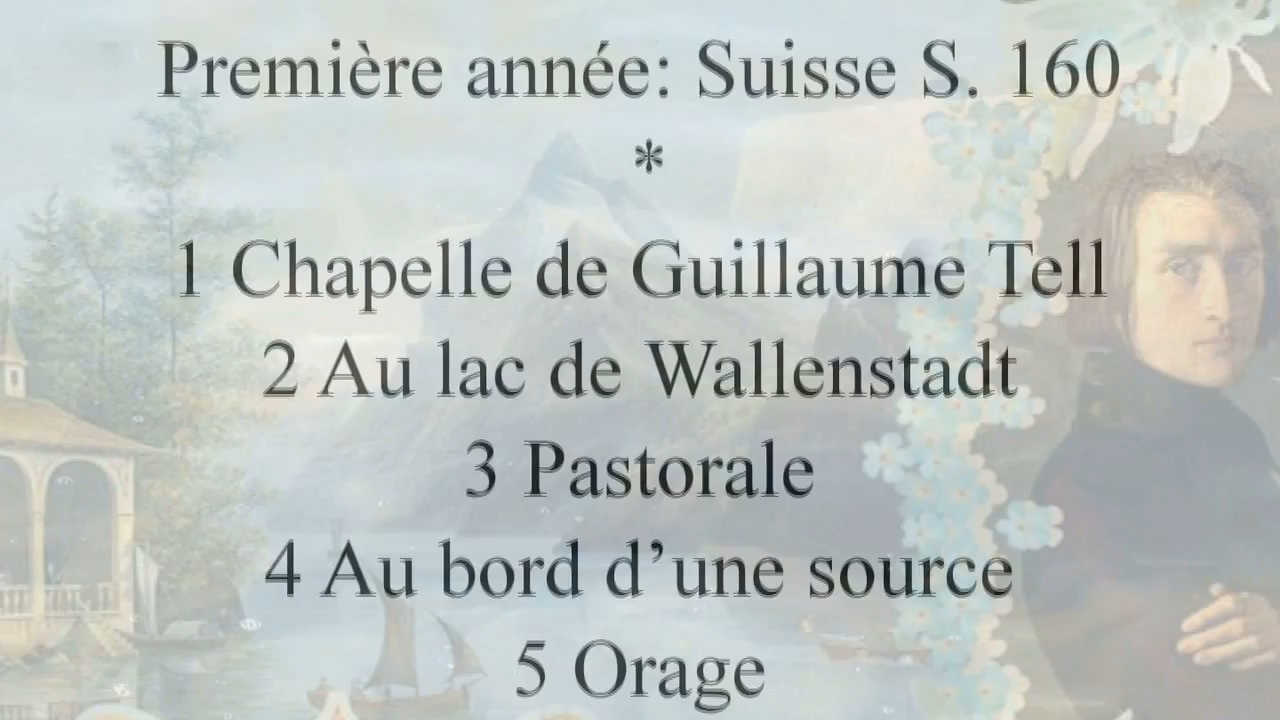 Première année: Suisse S. 160
*
1 Chapelle de Guillaume Tell
2 Au lac de Wallenstadt
3 Pastorale
4 Au bord d’une source
5 Orage